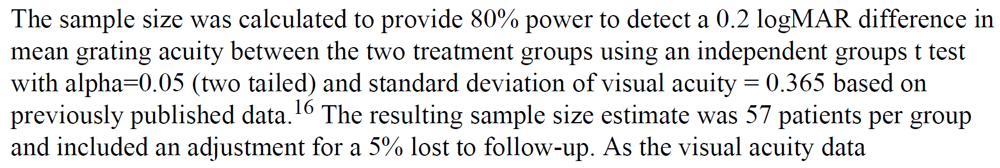 The sample size was calculated to provide 80% power to detect a 0.2 logMAR difference in
mean grating acuity between the two treatment groups using an independent groups t test
with alpha=0.05 (two tailed) and standard deviation of visual acuity = 0.365 based on
previously published data.16 The resulting sample size estimate was 57 patients per group
and included an adjustment for a 5% lost to follow-up. As the visual acuity data